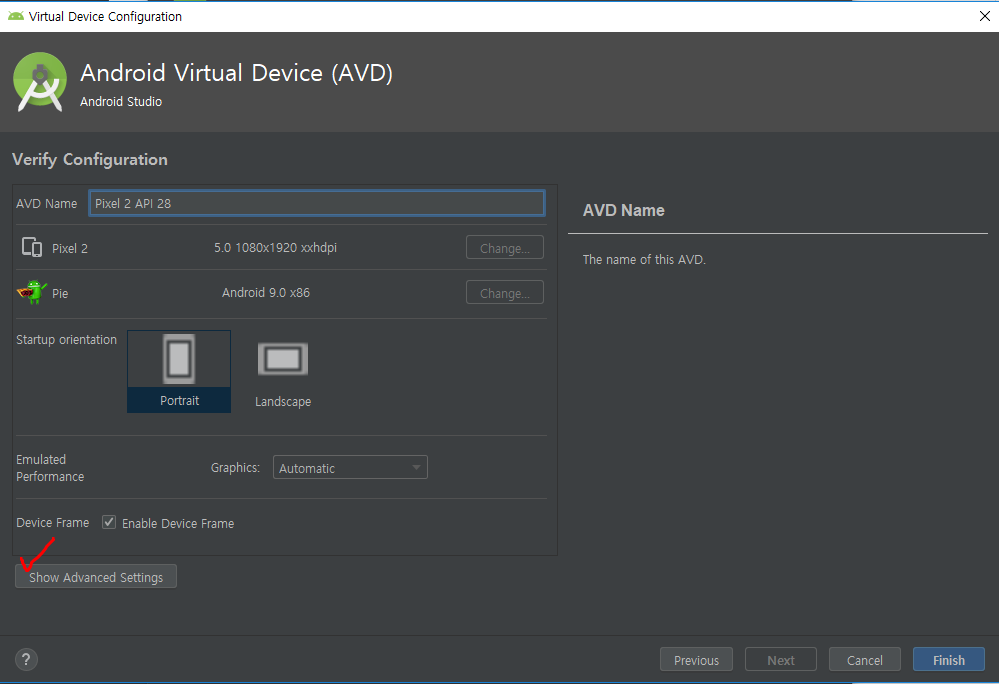 Virtual Device Configuration
Android Virtual Device (AVD)
Android Studio
Verify Configuration
AVD Name Pixel 2 API 28
Pixel 2 5.0 1080x1920 xxhdpi Change...
Pie Android 9.0 x86 Change...
Startup orientation
Portrait
Landscape
Emulated
Performance
Graphics: Automatic
Device Frame Enable Device Frame
Show Advanced Settings
AVD Name
The name of this AVD.
? Previous Next Cancel Finish